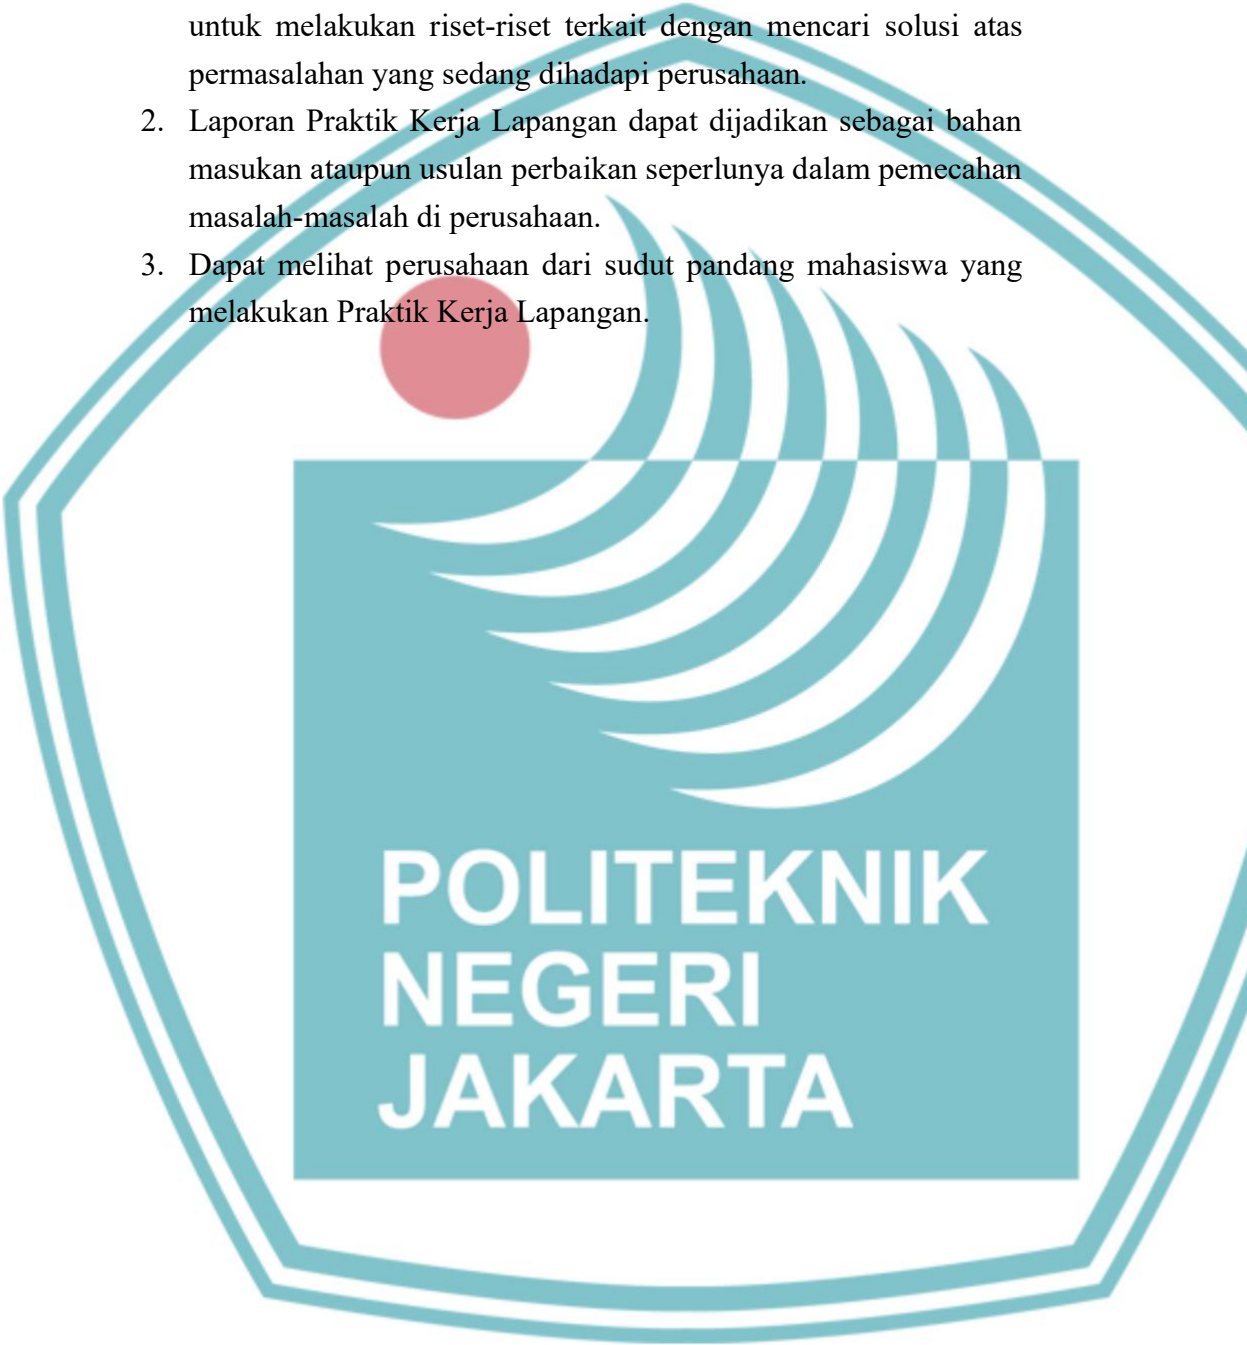 untuk melakukan riset-riset terkait dengan mencari solusi atas
permasalahan yang sedang dihadapi perusahaan.
2. Laporan Praktik Kerja Lapangan dapat dijadikan sebagai bahan
masukan ataupun usulan perbaikan seperlunya dalam pemecahan
masalah-masalah di perusahaan.
3. Dapat melihat perusahaan dari sudut pandang mahasiswa yang
melakukan Praktik Kerja Lapangan.
POLITEKNIK
NEGERI
JAKARTA